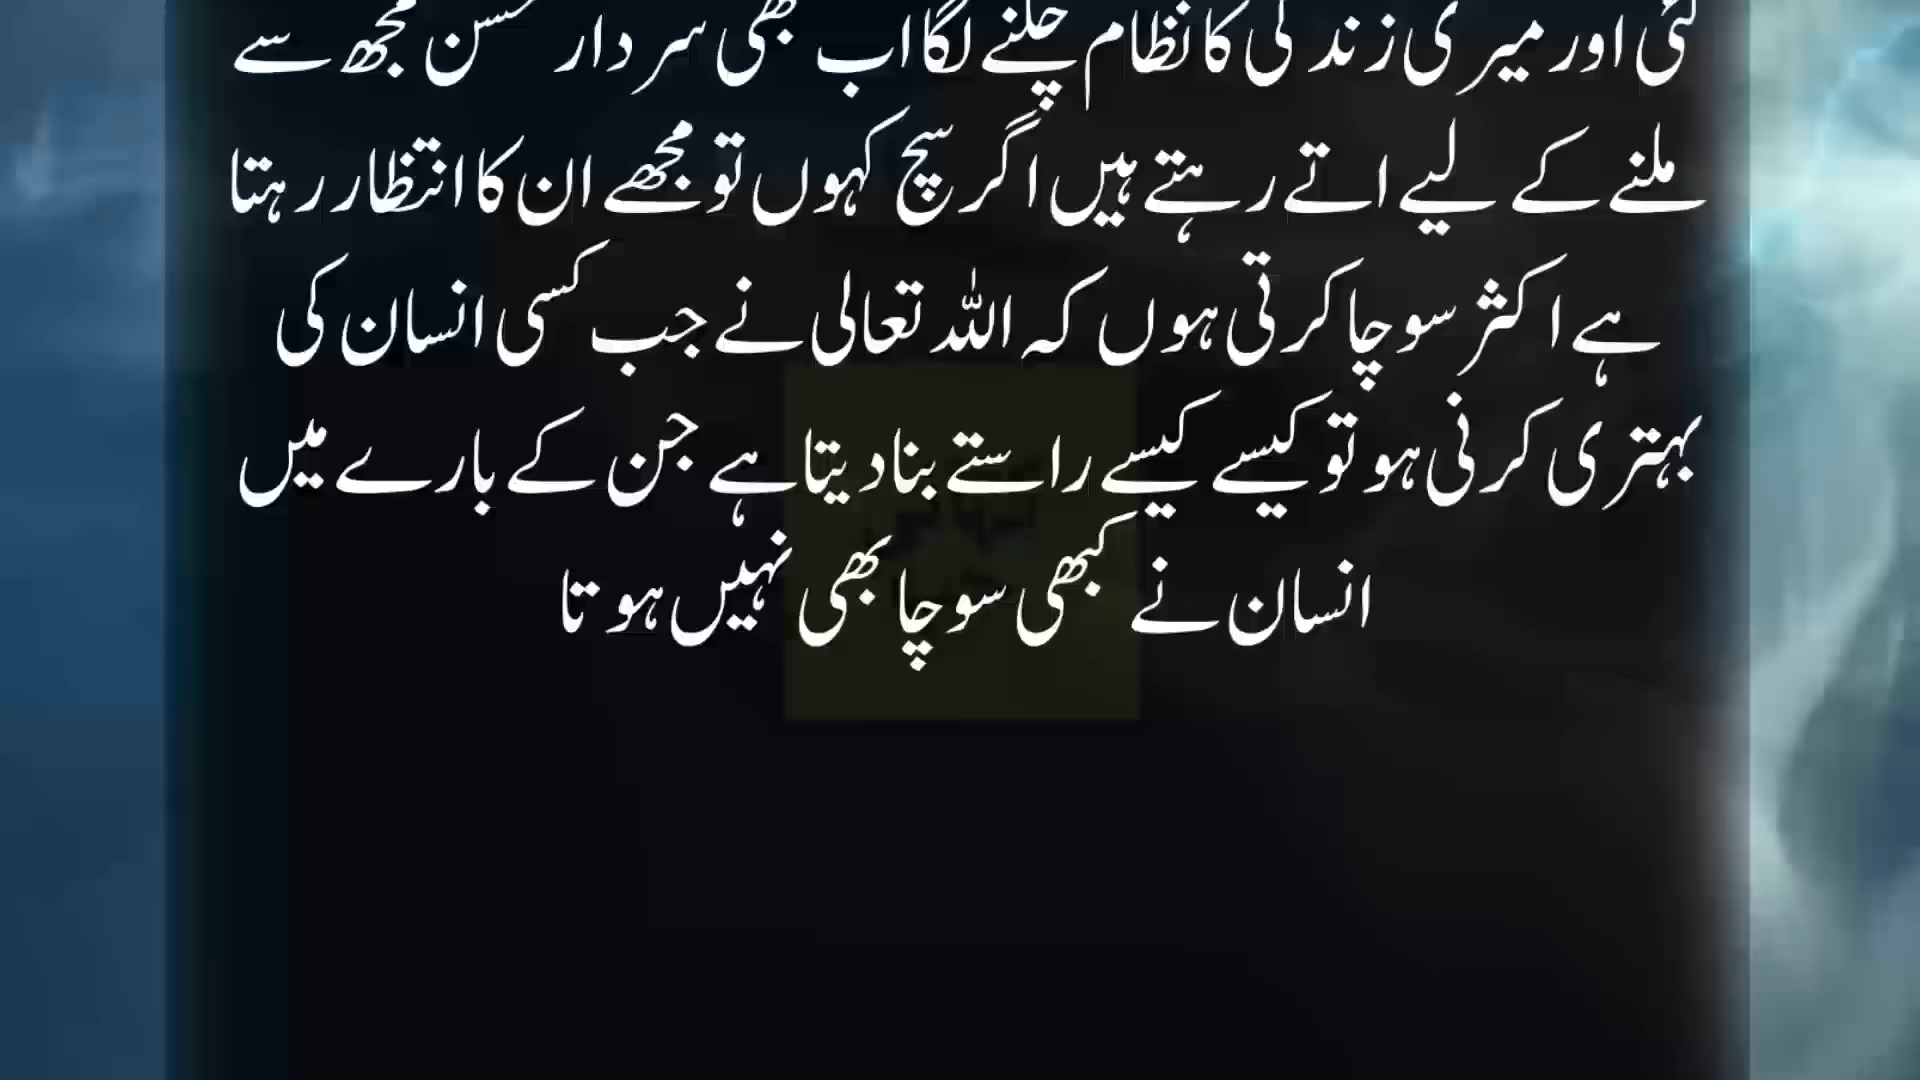 گئی اور میری زندگی کا نظام چلنے لگا اب بھی سردار محسن مجھ سے
ملنے کے لیے اتے رہتے ہیں اگر سچ کہوں تو مجھے ان کا انتظار رہتا
ہے اکثر سوچا کرتی ہوں کہ اللہ تعالی نے جب کسی انسان کی
بہتری کرنی ہو تو کیسے کیسے راستے بنا دیتا ہے جن کے بارے میں
انسان نے کبھی سوچا بھی نہیں ہوتا